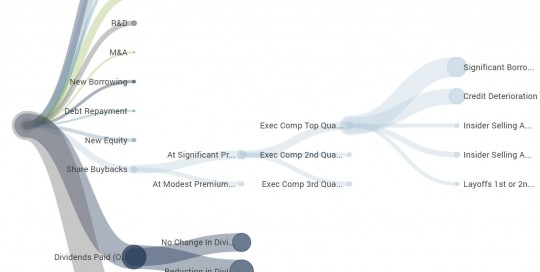 R&D
M&A
New Borrowing
Debt Repayment
New Equity
Share Buybacks
At Significant Pr...
At Modest Premium...
Exec Comp Top Qua...
Exec Comp 2nd Qua...
Exec Comp 3rd Qua...
Significant Borro...
Credit Deterioration
Insider Selling A...
Insider Selling A...
Layoffs 1st or 2n...
Dividends Paid (O...
No Change In Divi...
Reduction in Divi...